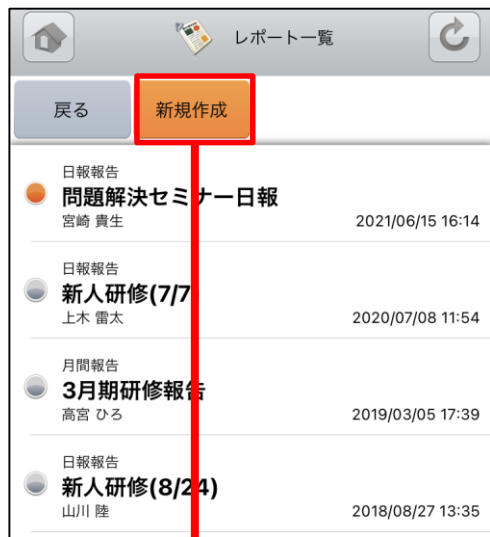 レポート一覧
戻る
新規作成
日報報告
問題解決セミナー日報
宮崎 貴生
2021/06/15 16:14
日報報告
新人研修(7/7)
上木 雷太
2020/07/08 11:54
月間報告
3月期研修報告
高宮 ひろ
2019/03/05 17:39
日報報告
新人研修(8/24)
山川 陸
2018/08/27 13:35